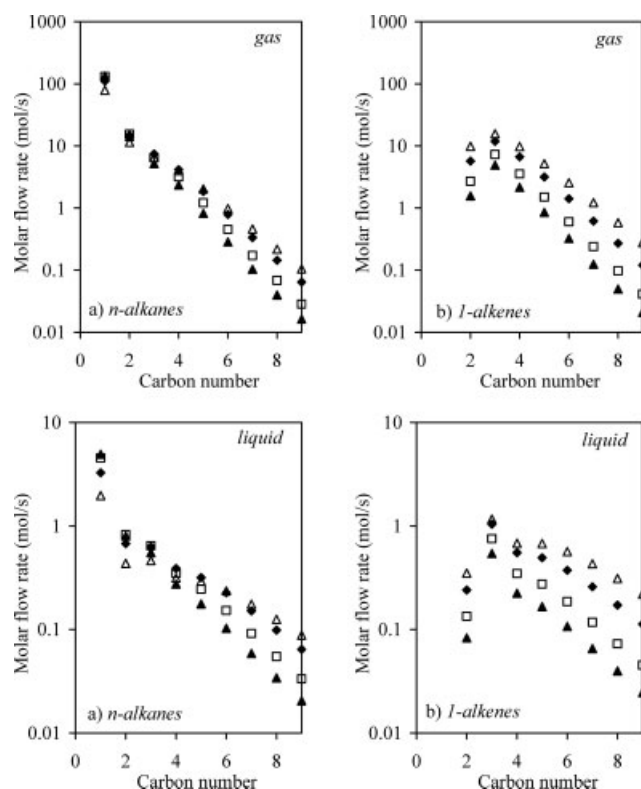 1000
100
10
1
0.1
0.01
Molar flow rate (mol/s)
gas
a) n-alkanes
0 2 4 6 8
Carbon number
1000
100
10
1
0.1
0.01
Molar flow rate (mol/s)
gas
b) 1-alkenes
0 2 4 6 8
Carbon number
10
1
0.1
0.01
Molar flow rate (mol/s)
liquid
a) n-alkanes
0 2 4 6 8
Carbon number
10
1
0.1
0.01
Molar flow rate (mol/s)
liquid
b) 1-alkenes
0 2 4 6 8
Carbon number